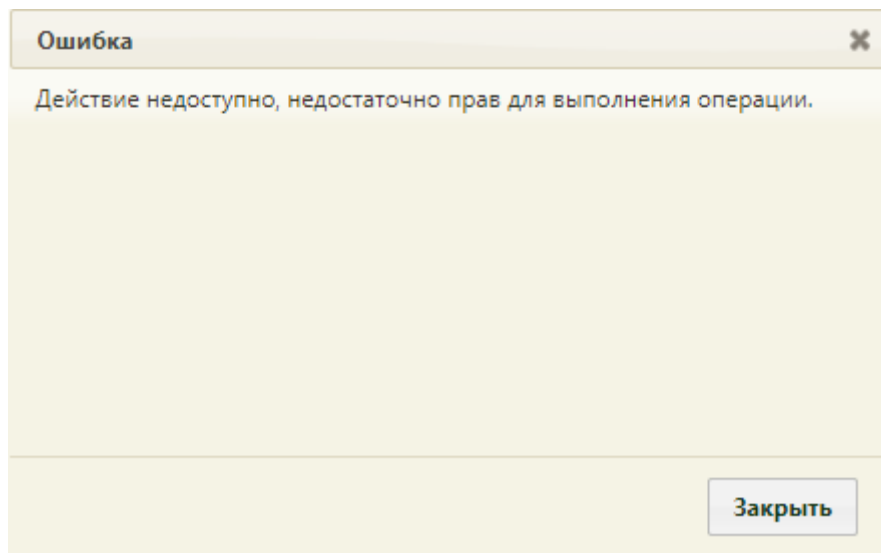 Ошибка
Действие недоступно, недостаточно прав для выполнения операции.
Закрыть